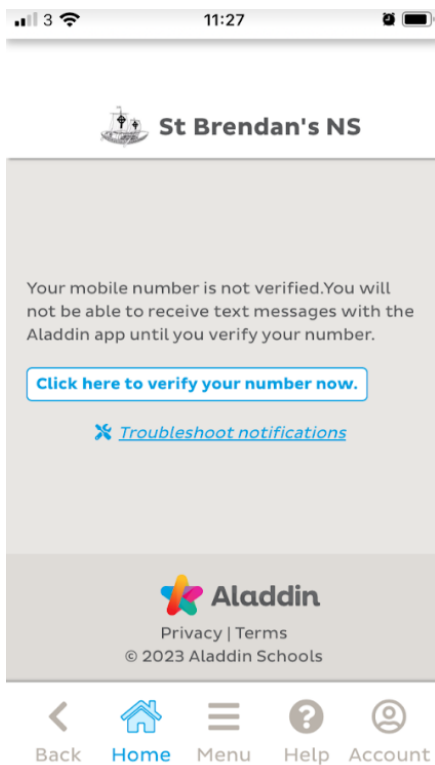 3 11:27
St Brendan's NS
Your mobile number is not verified.You will
not be able to receive text messages with the
Aladdin app until you verify your number.
Click here to verify your number now.
Troubleshoot notifications
Aladdin
Privacy | Terms
© 2023 Aladdin Schools
Back Home Menu Help Account